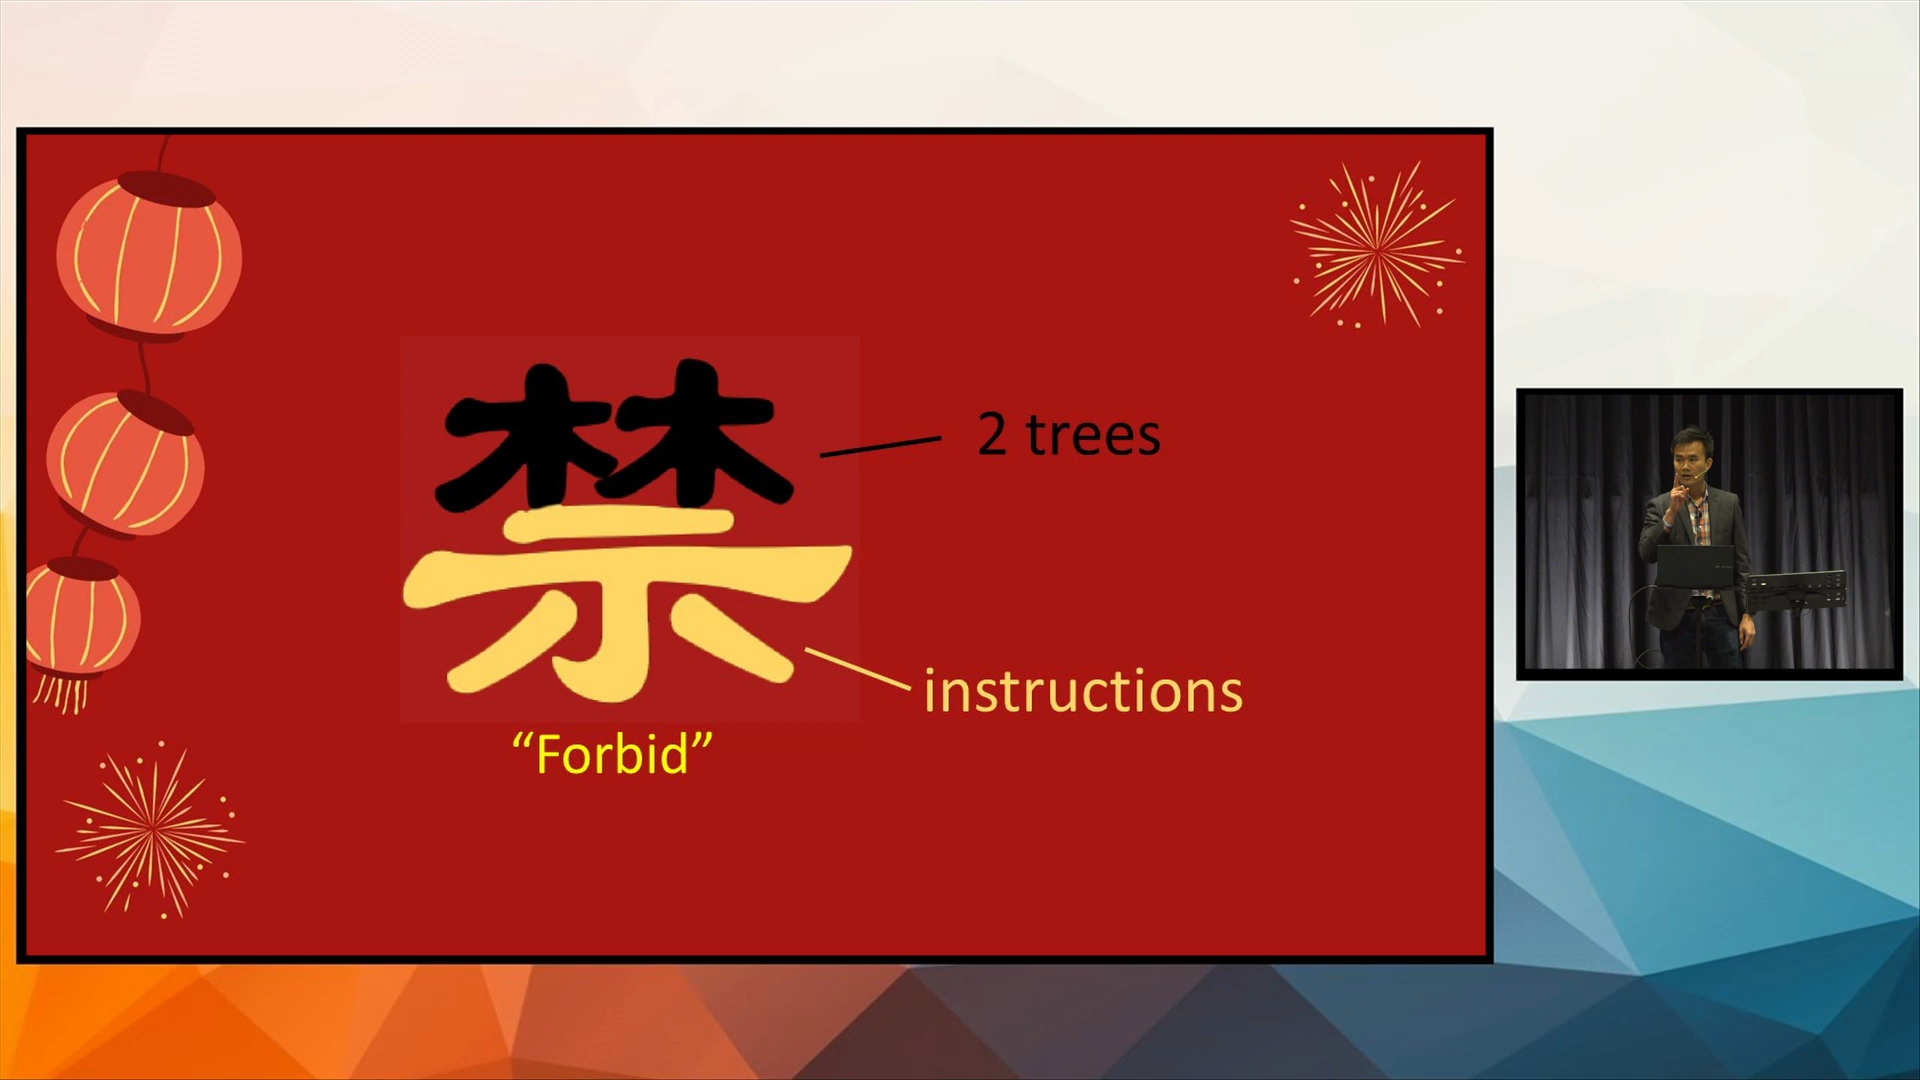 禁
2 trees
instructions
“Forbid”